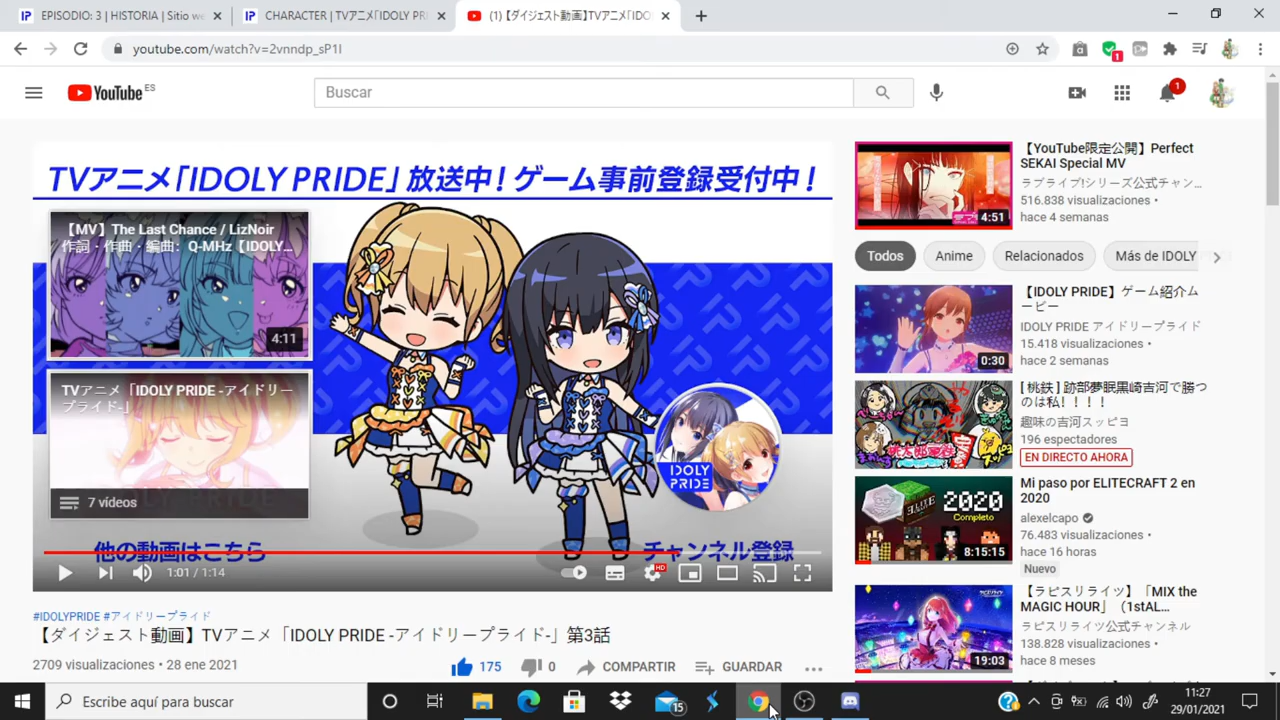 EPISODIO: 3 | HISTORIA | Sitio we
CHARACTER | TVアニメ「IDOLY PR
(1)【ダイジェスト動画】TVアニメ「IDO
youtube.com/watch?v=2vnndp_sP1I
1
YouTube ES
Buscar
1
TVアニメ「IDOLY PRIDE」放送中!ゲーム事前登録受付中!
【MV】The Last Chance / LizNoir
作詞・作曲・編曲: Q-MHz【IDOLY...
4:11
TVアニメ「IDOLY PRIDE -アイドリー
プライド-」
7 vídeos
IDOLY
PRIDE
他の動画はこちら
チャンネル登録
1:01 / 1:14
HD
#IDOLYPRIDE #アイドリープライド
【ダイジェスト動画】TVアニメ「IDOLY PRIDE -アイドリープライド-」第3話
2709 visualizaciones • 28 ene 2021
175
0
COMPARTIR
GUARDAR
【YouTube限定公開】Perfect
SEKAI Special MV
ラブライブ!シリーズ公式チャン...
516.838 visualizaciones •
hace 4 semanas
4:51
Todos
Anime
Relacionados
Más de IDOLY
【IDOLY PRIDE】ゲーム紹介ム
ービー
IDOLY PRIDE アイドリープライド
15.418 visualizaciones •
hace 2 semanas
0:30
[ 桃鉄 ] 跡部夢眠黒崎吉河で勝つ
のは私!!!!
趣味の吉河スッピヨ
196 espectadores
EN DIRECTO AHORA
Mi paso por ELITECRAFT 2 en
2020
alexelcapo
76.483 visualizaciones •
hace 16 horas
Nuevo
ELITE
2020
Completo
8:15:15
【ラピスリライツ】「MIX the
MAGIC HOUR」（1stAL...
ラピスリライツ公式チャンネル
138.828 visualizaciones •
hace 8 meses
19:03
Escribe aquí para buscar
15
11:27
29/01/2021